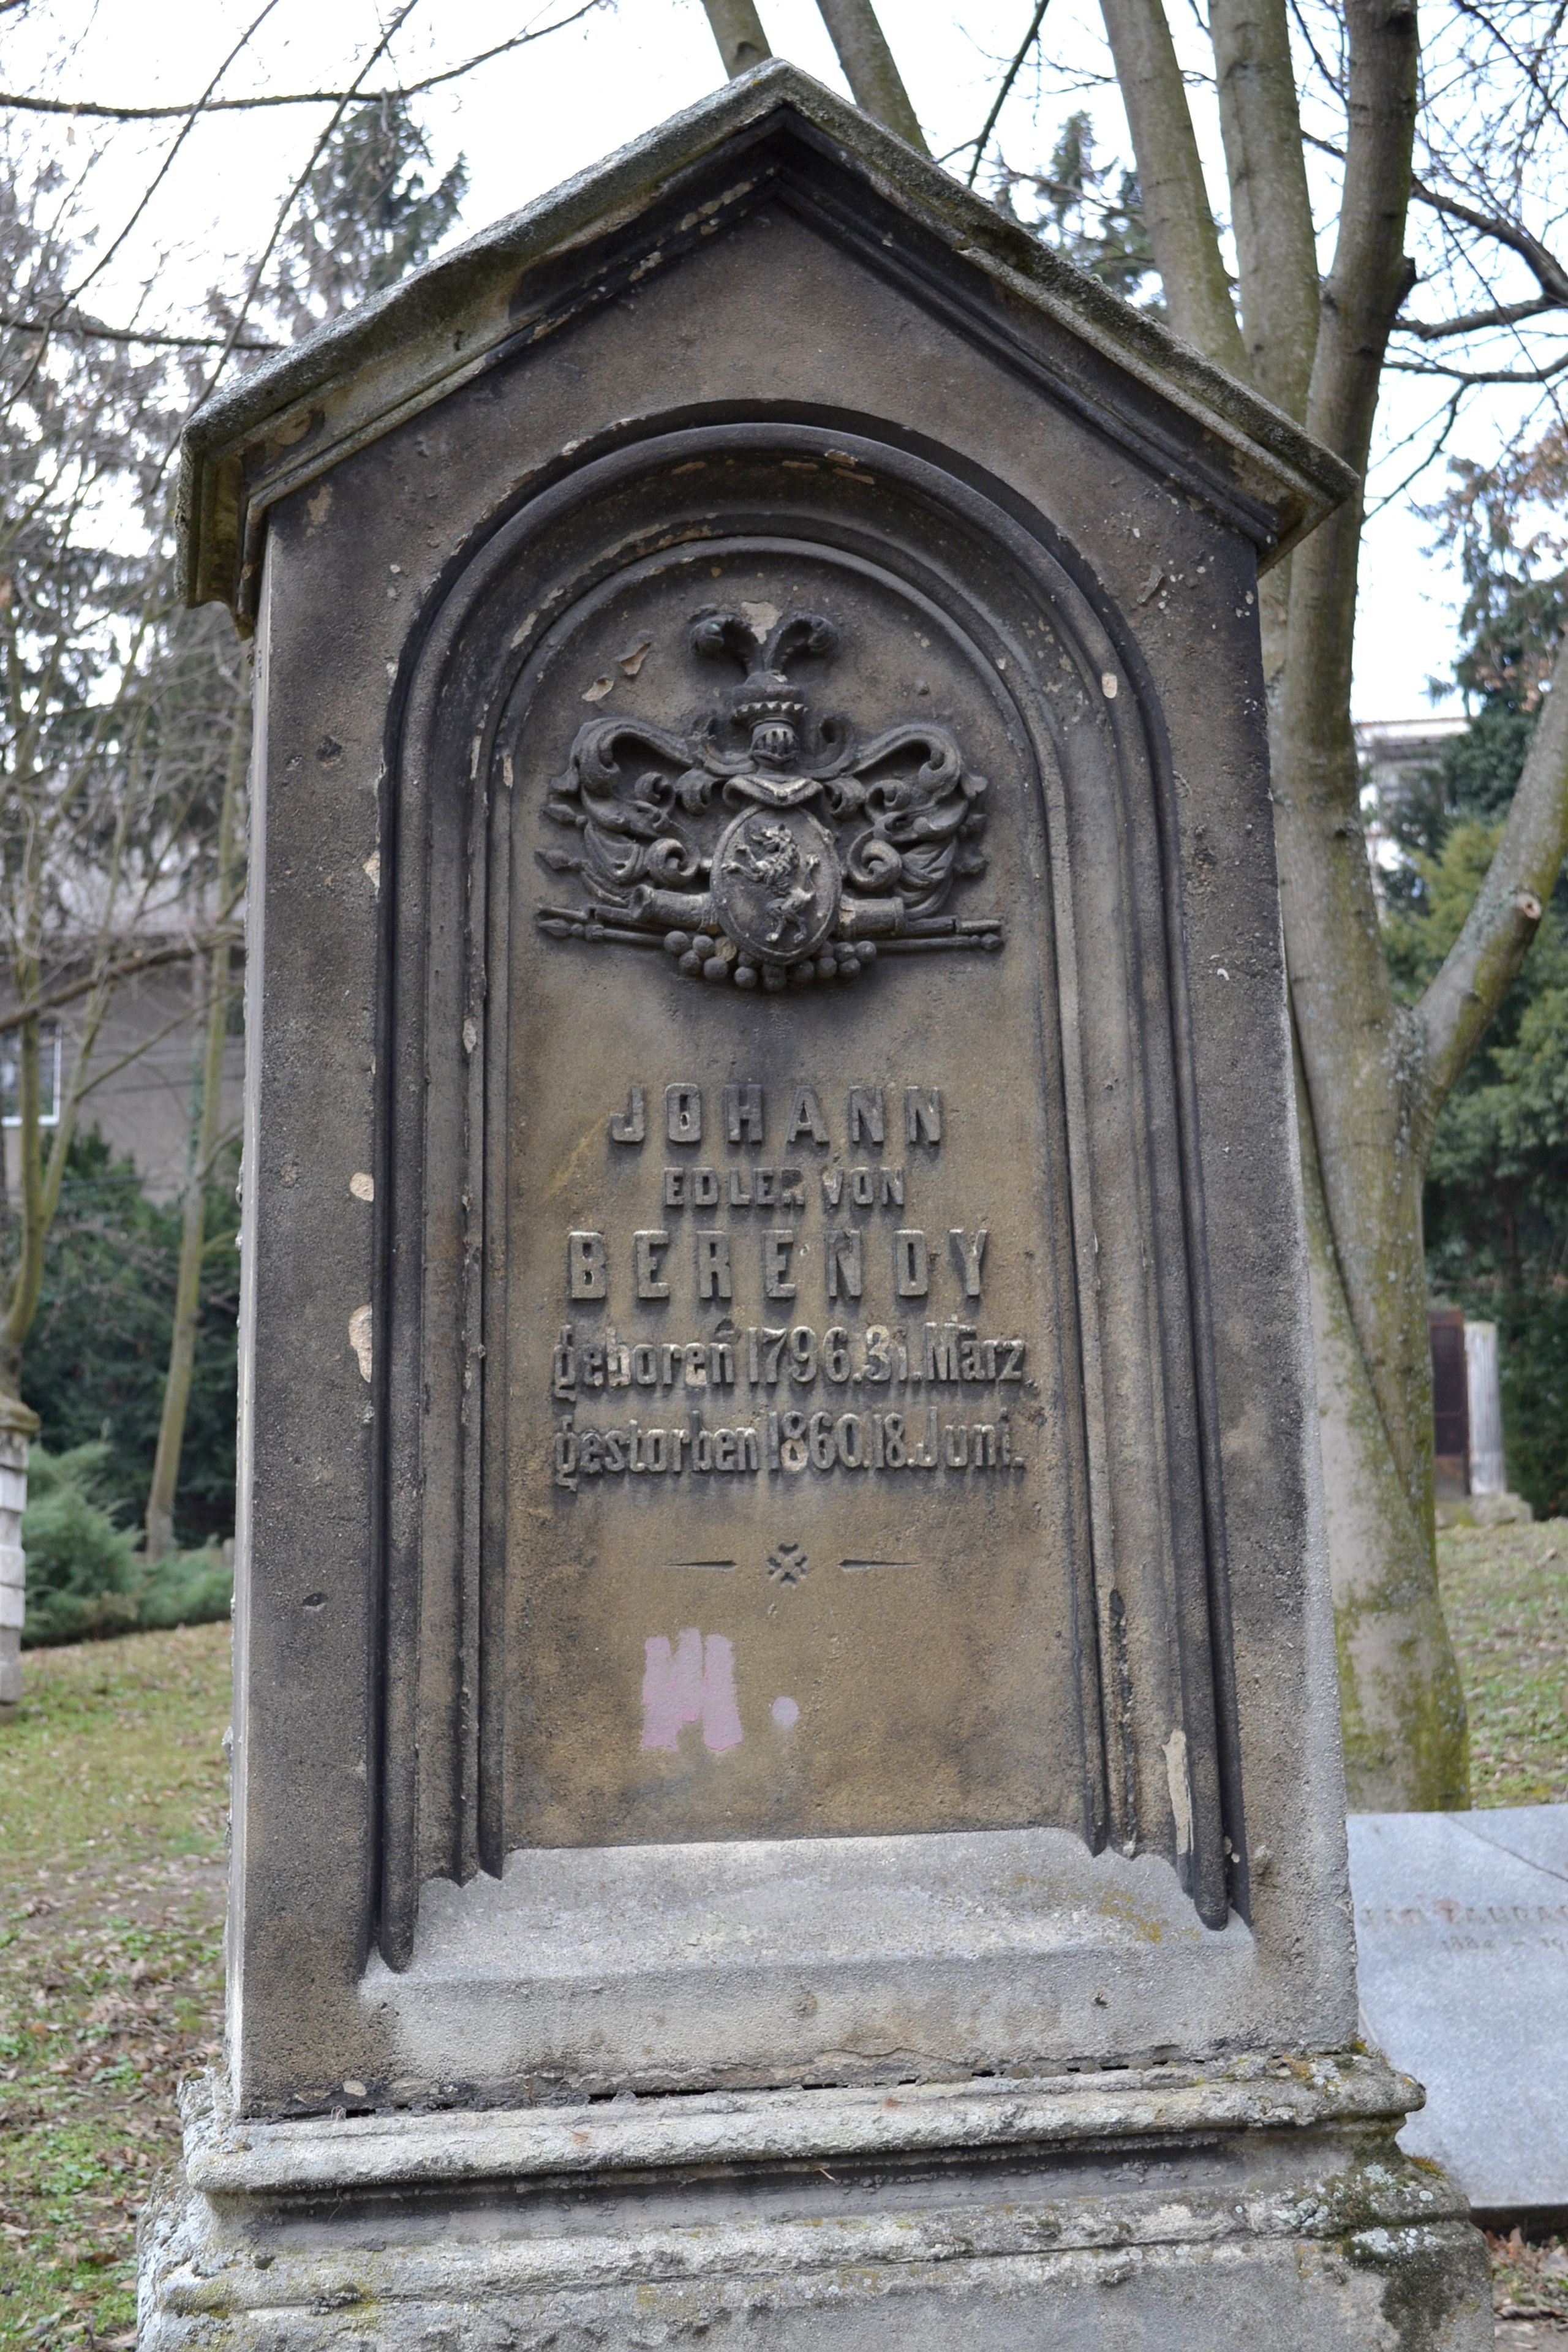 JOHANN
EDLER VON
BERENDY
geboren 1796.31.März
gestorben 1860.18.Juni.